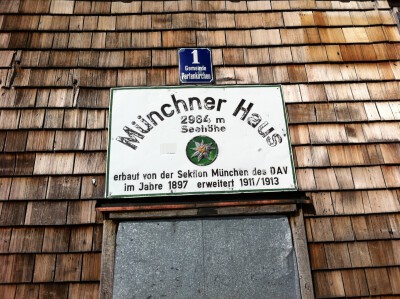 1
Gemeinde
Partenkirchen
Münchner Haus
2964 m
Seehöhe
erbaut von der Sektion München des DAV
im Jahre 1897 erweitert 1911/1913